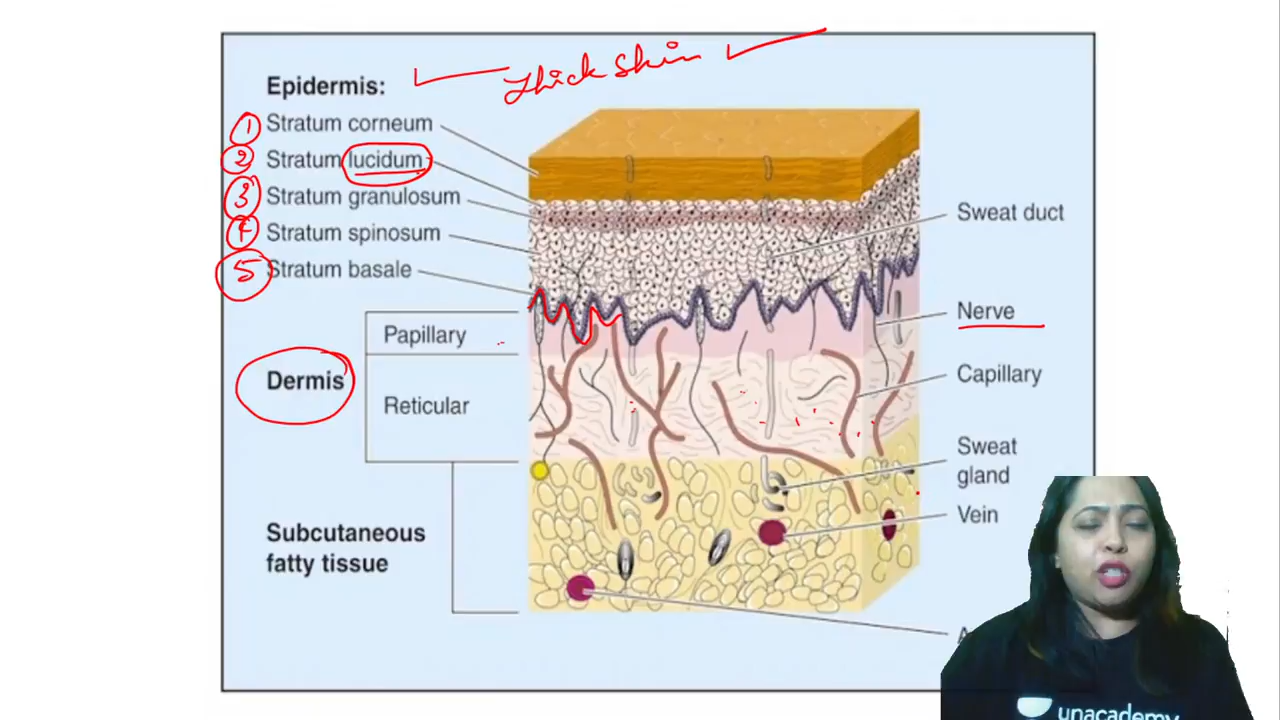 Thick Skin
Epidermis:
1 Stratum corneum
2 Stratum lucidum
3 Stratum granulosum
4 Stratum spinosum
5 Stratum basale
Papillary
Dermis
Reticular
Subcutaneous
fatty tissue
Sweat duct
Nerve
Capillary
Sweat
gland
Vein
unacademy